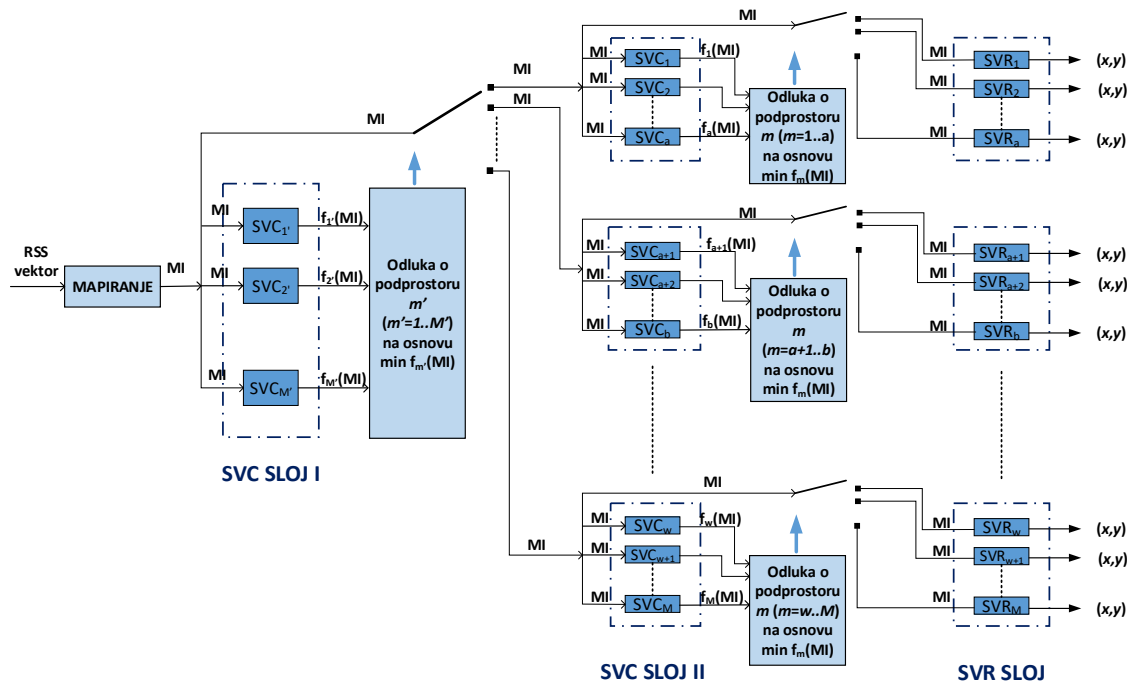 RSS
vektor
MAPIRANJE
MI
MI
MI
MI
MI
SVC1'
SVC2'
SVCM'
f1'(MI)
f2'(MI)
fM'(MI)
Odluka o
podprostoru
m'
(m'=1..M')
na osnovu
min fm'(MI)
SVC SLOJ I
MI
MI
MI
MI
MI
MI
MI
SVC1
SVC2
SVCa
f1(MI)
fa(MI)
Odluka o
podprostoru
m (m=1..a)
na osnovu
min fm(MI)
MI
MI
MI
SVR1
SVR2
SVRa
(x,y)
(x,y)
(x,y)
MI
MI
MI
MI
SVCa+1
SVCa+2
SVCb
fa+1(MI)
fb(MI)
Odluka o
podprostoru
m
(m=a+1..b)
na osnovu
min fm(MI)
MI
MI
MI
SVRa+1
SVRa+2
SVRb
(x,y)
(x,y)
(x,y)
MI
MI
MI
MI
SVCw
SVCw+1
SVCM
fw(MI)
fM(MI)
Odluka o
podprostoru
m (m=w..M)
na osnovu
min fm(MI)
MI
MI
MI
SVRw
SVRw+1
SVRM
(x,y)
(x,y)
(x,y)
SVC SLOJ II
SVR SLOJ